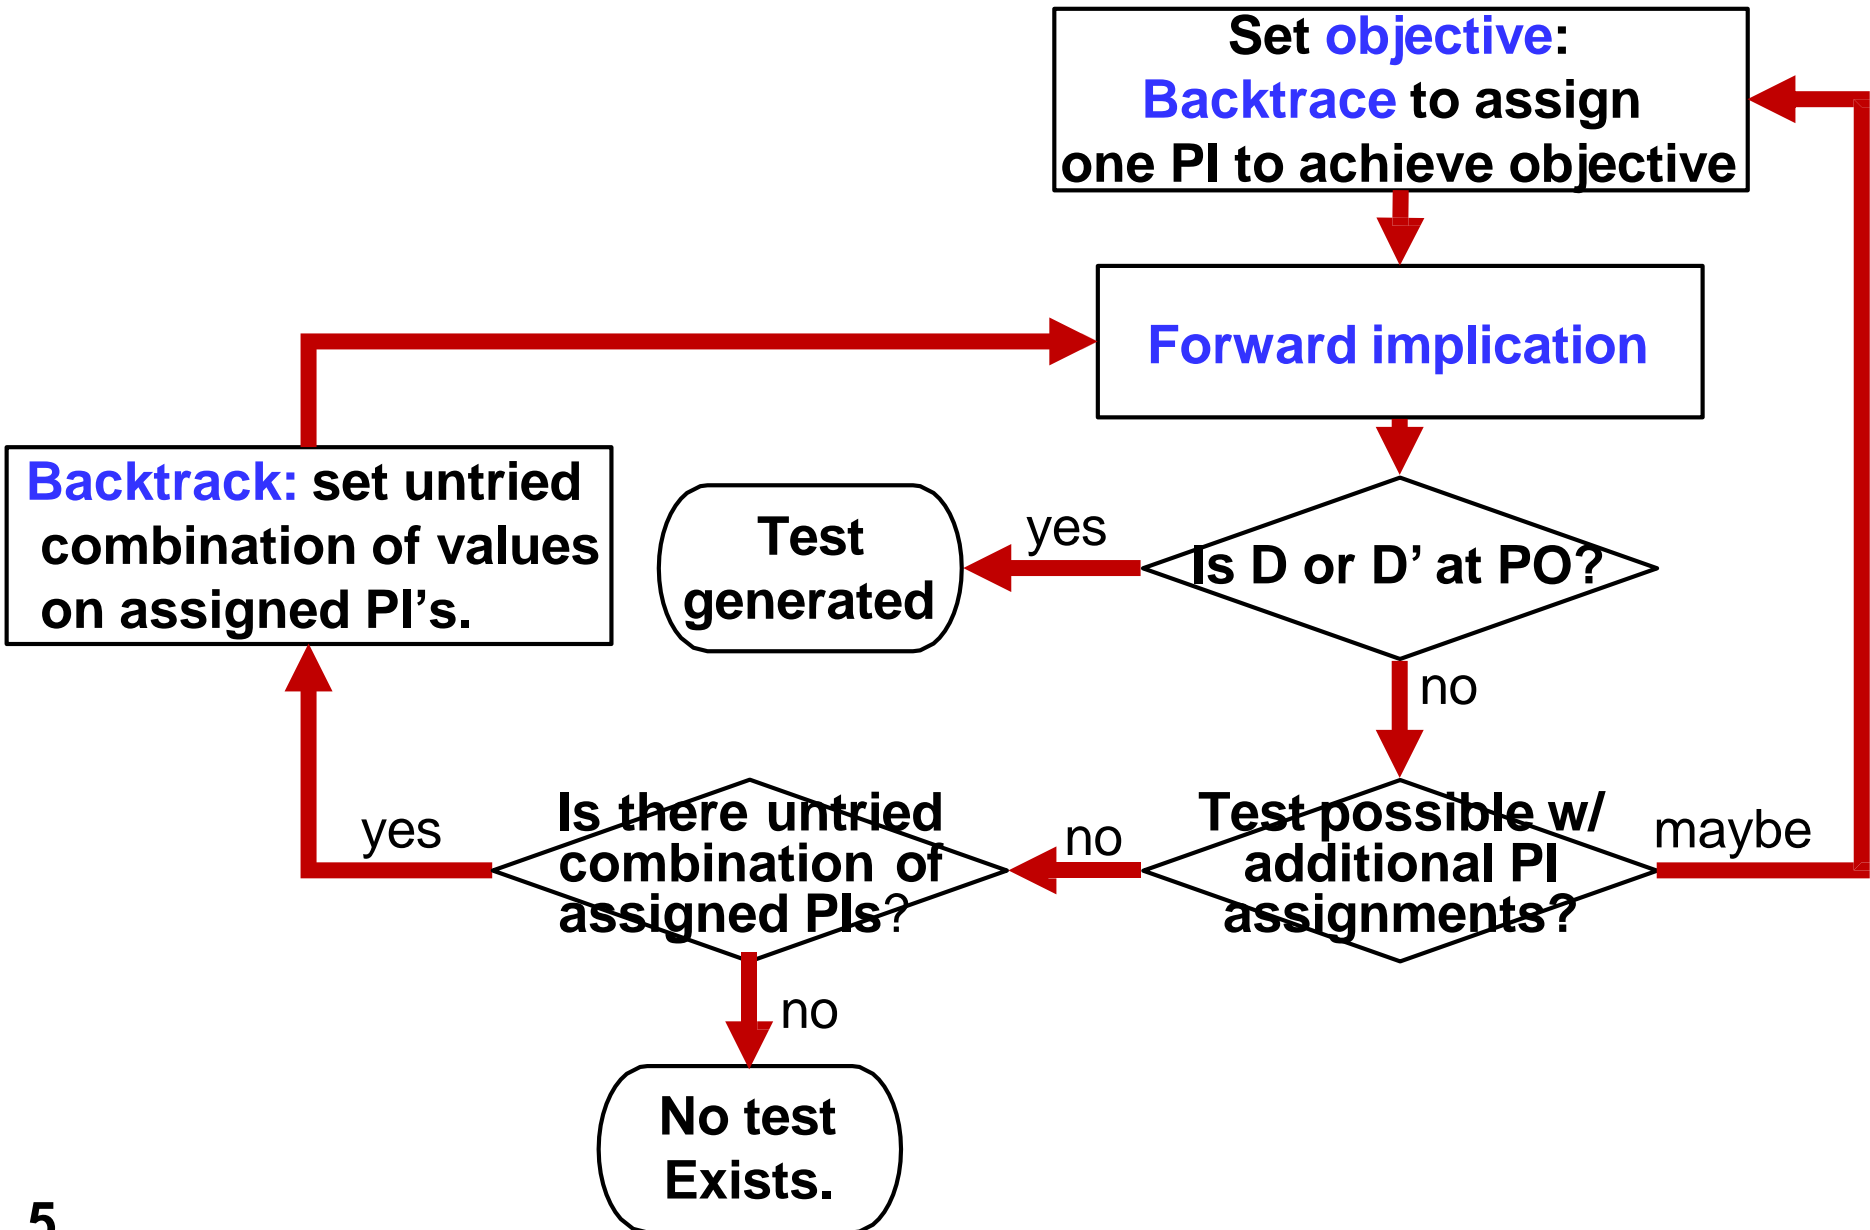 Set objective:
Backtrace to assign
one PI to achieve objective
Forward implication
Backtrack: set untried
combination of values
on assigned PI’s.
Test
generated
yes
Is D or D’ at PO?
no
yes
Is there untried
combination of
assigned PIs?
no
Test possible w/
additional PI
assignments?
maybe
no
No test
Exists.
5